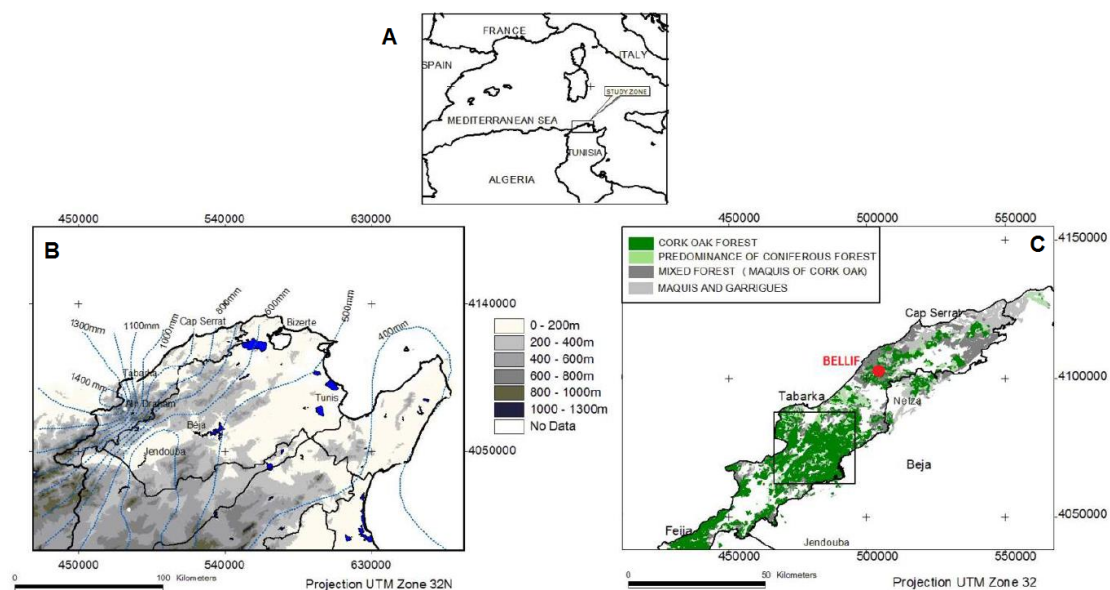 A
FRANCE
ITALY
SPAIN
STUDY ZONE
MEDITERRANEAN SEA
TUNISIA
ALGERIA
B
450000 540000 630000
4140000
4050000
1300mm
1100mm
1000mm
Cap Serrat
800mm
600mm
Bizerte
500mm
400mm
1400 mm
Tabarka
Ain Draham
Tunis
Béja
Jendouba
0 - 200m
200 - 400m
400 - 600m
600 - 800m
800 - 1000m
1000 - 1300m
No Data
450000 540000 630000
0 100 Kilometers
Projection UTM Zone 32N
C
450000 500000 550000
4150000
4100000
4050000
CORK OAK FOREST
PREDOMINANCE OF CONIFEROUS FOREST
MIXED FOREST ( MAQUIS OF CORK OAK)
MAQUIS AND GARRIGUES
Cap Serrat
BELLIF
Tabarka
Nefza
Beja
Feija
Jendouba
450000 500000 550000
0 50 Kilometers
Projection UTM Zone 32